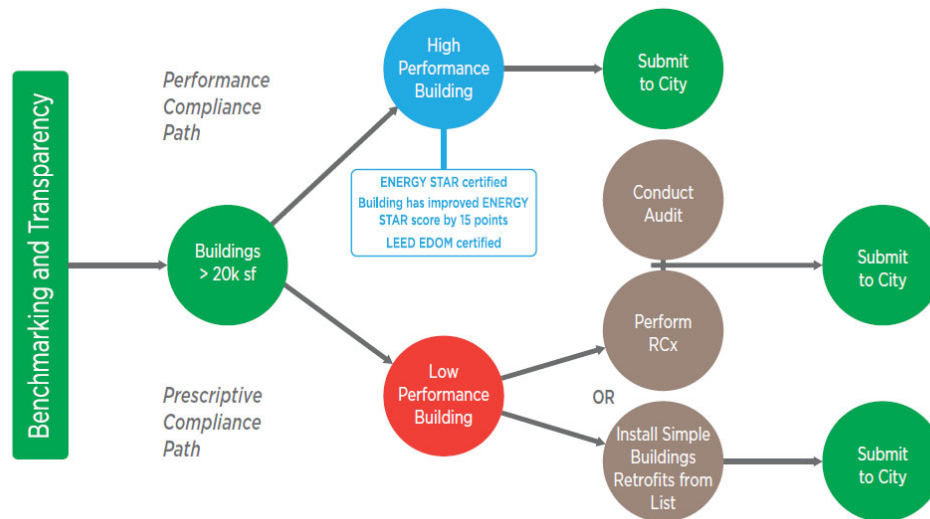 Benchmarking and Transparency
Performance
Compliance
Path
Buildings
> 20k sf
Prescriptive
Compliance
Path
High
Performance
Building
ENERGY STAR certified
Building has improved ENERGY
STAR score by 15 points
LEED EDOM certified
Low
Performance
Building
Submit
to City
Conduct
Audit
Perform
RCx
OR
Install Simple
Buildings
Retrofits from
List
Submit
to City
Submit
to City